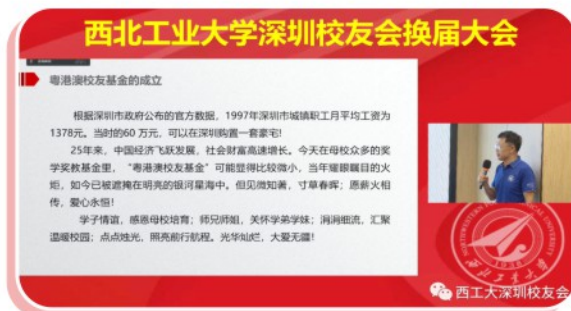 西北工业大学深圳校友会换届大会
粤港澳校友基金的成立
根据深圳市政府公布的官方数据，1997年深圳市城镇职工月平均工资为
1378元。当时的60 万元，可以在深圳购置一套豪宅!
25年来，中国经济飞跃发展，社会财富高速增长。今天在母校众多的奖
学奖教基金里，“粤港澳校友基金”可能显得比较微小，当年耀眼瞩目的火
炬，如今已被遮掩在明亮的银河星海中。但见微知著，寸草春晖；愿薪火相
传，爱心永恒!
学子情谊，感恩母校培育；师兄师姐，关怀学弟学妹；涓涓细流，汇聚
温暖校园；点点烛光，照亮前行航程。光华灿烂，大爱无疆!
西工大深圳校友会